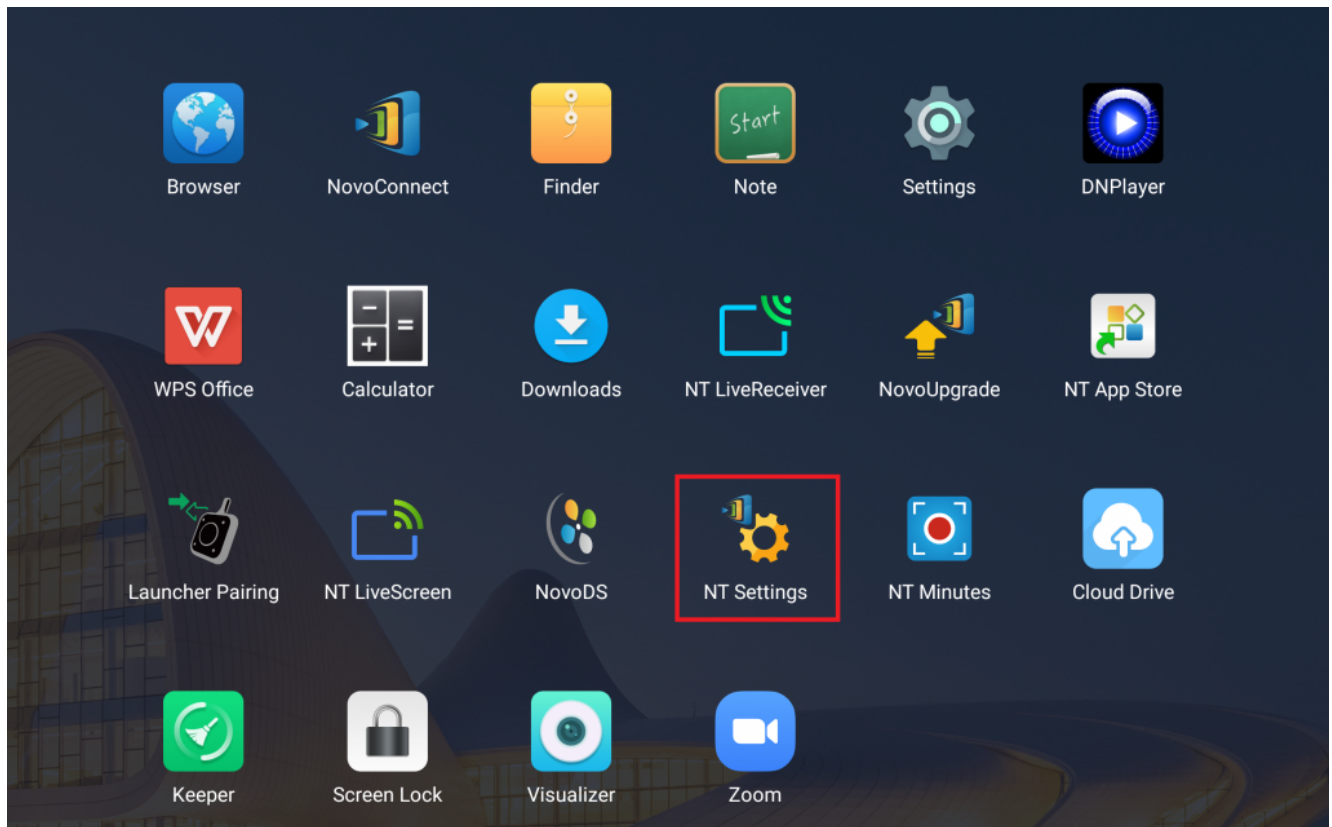 Start
Browser
NovoConnect
Finder
Note
Settings
DNPlayer
WPS Office
Calculator
Downloads
NT LiveReceiver
NovoUpgrade
NT App Store
Launcher Pairing
NT LiveScreen
NovoDS
NT Settings
NT Minutes
Cloud Drive
Keeper
Screen Lock
Visualizer
Zoom